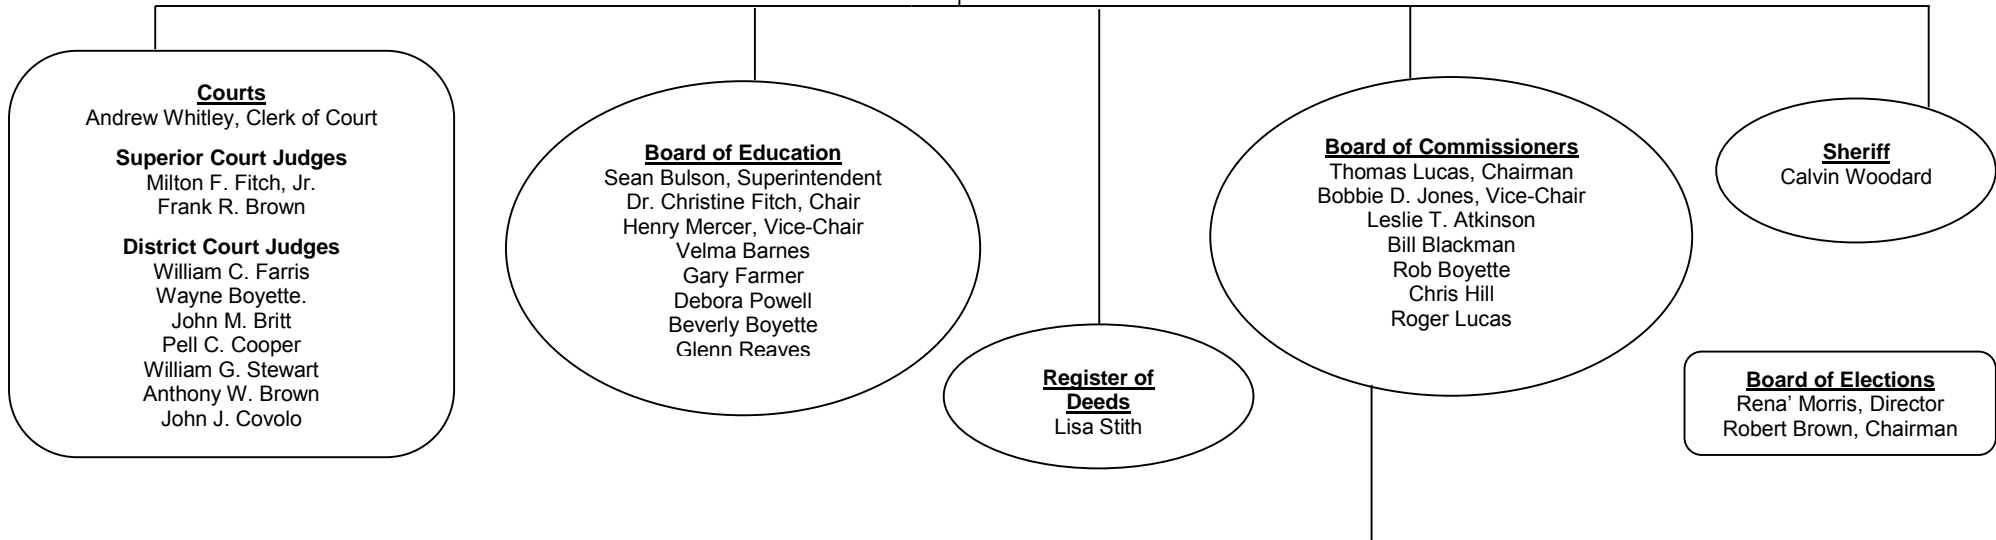 Courts
Andrew Whitley, Clerk of Court
Superior Court Judges
Milton F. Fitch, Jr.
Frank R. Brown
District Court Judges
William C. Farris
Wayne Boyette.
John M. Britt
Pell C. Cooper
William G. Stewart
Anthony W. Brown
John J. Covolo
Board of Education
Sean Bulson, Superintendent
Dr. Christine Fitch, Chair
Henry Mercer, Vice-Chair
Velma Barnes
Gary Farmer
Debora Powell
Beverly Boyette
Glenn Reaves
Register of
Deeds
Lisa Stith
Board of Commissioners
Thomas Lucas, Chairman
Bobbie D. Jones, Vice-Chair
Leslie T. Atkinson
Bill Blackman
Rob Boyette
Chris Hill
Roger Lucas
Sheriff
Calvin Woodard
Board of Elections
Rena’ Morris, Director
Robert Brown, Chairman